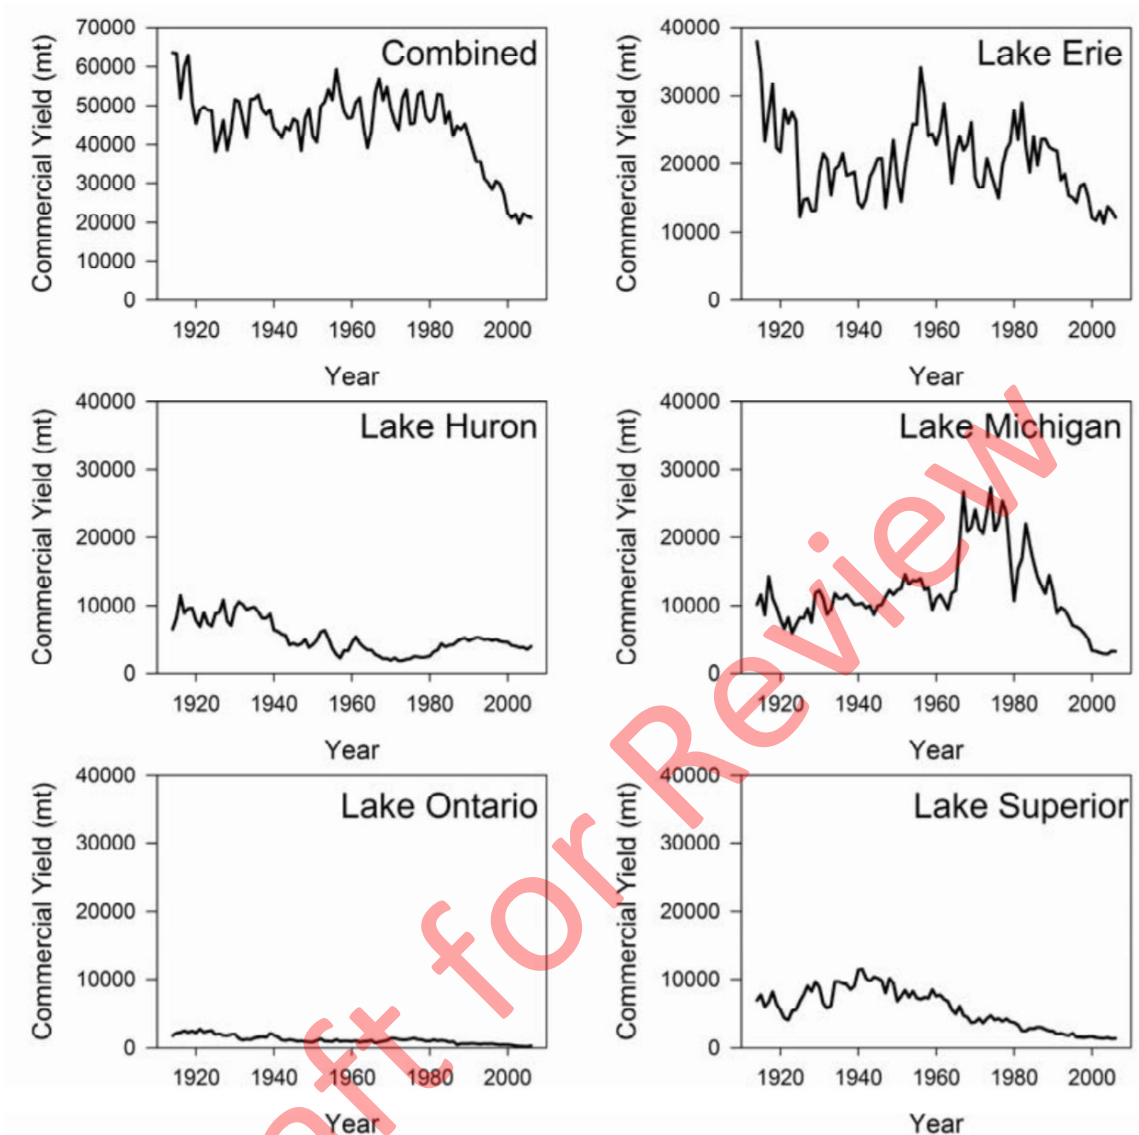 Combined
Commercial Yield (mt)
70000
60000
50000
40000
30000
20000
10000
0
1920 1940 1960 1980 2000
Year
Lake Erie
Commercial Yield (mt)
40000
30000
20000
10000
0
1920 1940 1960 1980 2000
Year
Lake Huron
Commercial Yield (mt)
40000
30000
20000
10000
0
1920 1940 1960 1980 2000
Year
Lake Michigan
Commercial Yield (mt)
40000
30000
20000
10000
0
1920 1940 1960 1980 2000
Year
Lake Ontario
Commercial Yield (mt)
40000
30000
20000
10000
0
1920 1940 1960 1980 2000
Year
Lake Superior
Commercial Yield (mt)
40000
30000
20000
10000
0
1920 1940 1960 1980 2000
Year
for Review